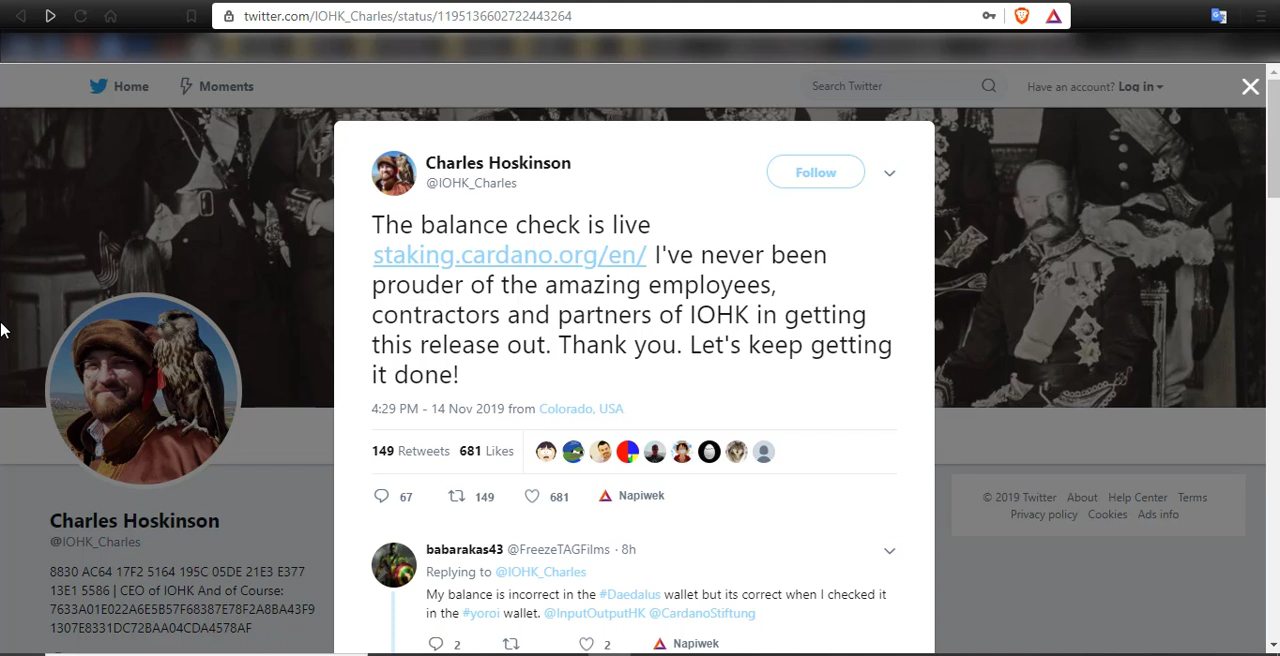 twitter.com/IOHK_Charles/status/1195136602722443264
Home Moments
Search Twitter
Have an account? Log in
Charles Hoskinson
@IOHK_Charles
Follow
The balance check is live
staking.cardano.org/en/ I've never been
prouder of the amazing employees,
contractors and partners of IOHK in getting
this release out. Thank you. Let's keep getting
it done!
4:29 PM - 14 Nov 2019 from Colorado, USA
149 Retweets 681 Likes
67 149 681 Napiwek
babarakas43 @FreezeTAGFilms · 8h
Replying to @IOHK_Charles
My balance is incorrect in the #Daedalus wallet but its correct when I checked it
in the #yoroi wallet. @InputOutputHK @CardanoStiftung
2 2 Napiwek
Charles Hoskinson
@IOHK_Charles
8830 AC64 17F2 5164 195C 05DE 21E3 E377
13E1 5586 | CEO of IOHK And of Course:
7633A01E022A6E5B57F68387E78F2A8BA43F9
1307E8331DC72BAA04CDA4578AF
© 2019 Twitter About Help Center Terms
Privacy policy Cookies Ads info